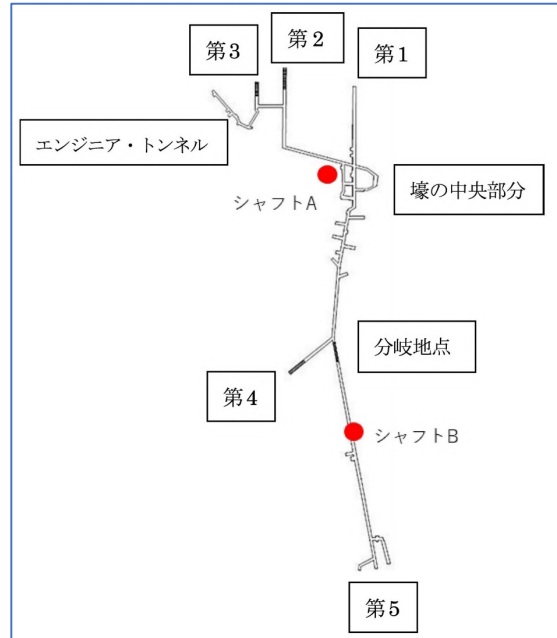 第２
第３
第１
エンジニア・トンネル
壕の中央部分
シャフトA
分岐地点
第４
シャフトB
第５